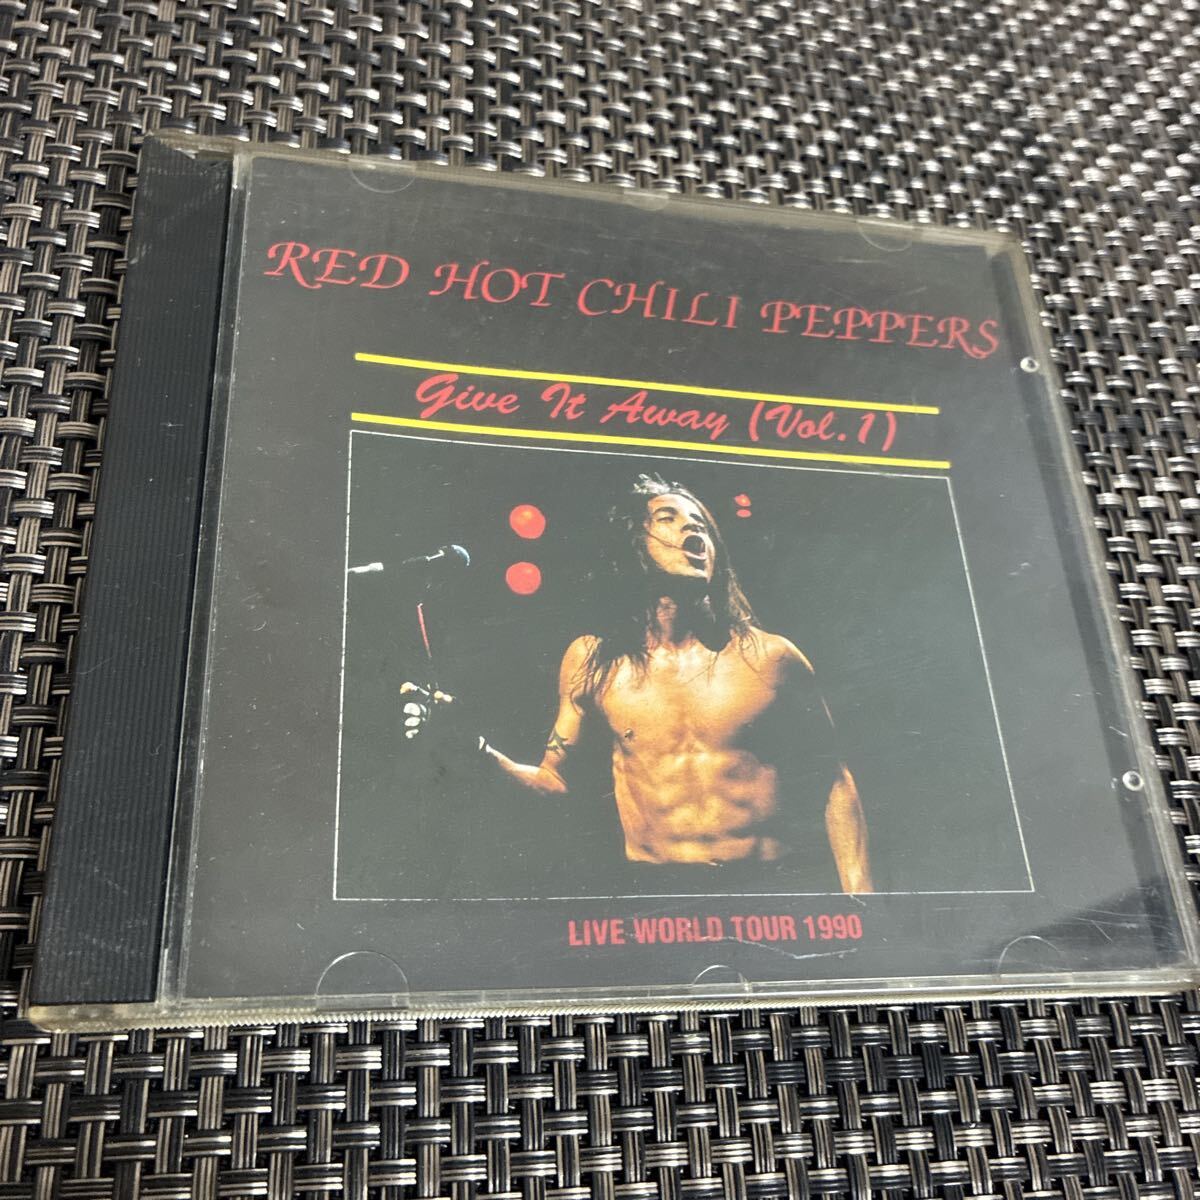 RED HOT CHILI PEPPERS
Give It Away (Vol.1)
LIVE WORLD TOUR 1990